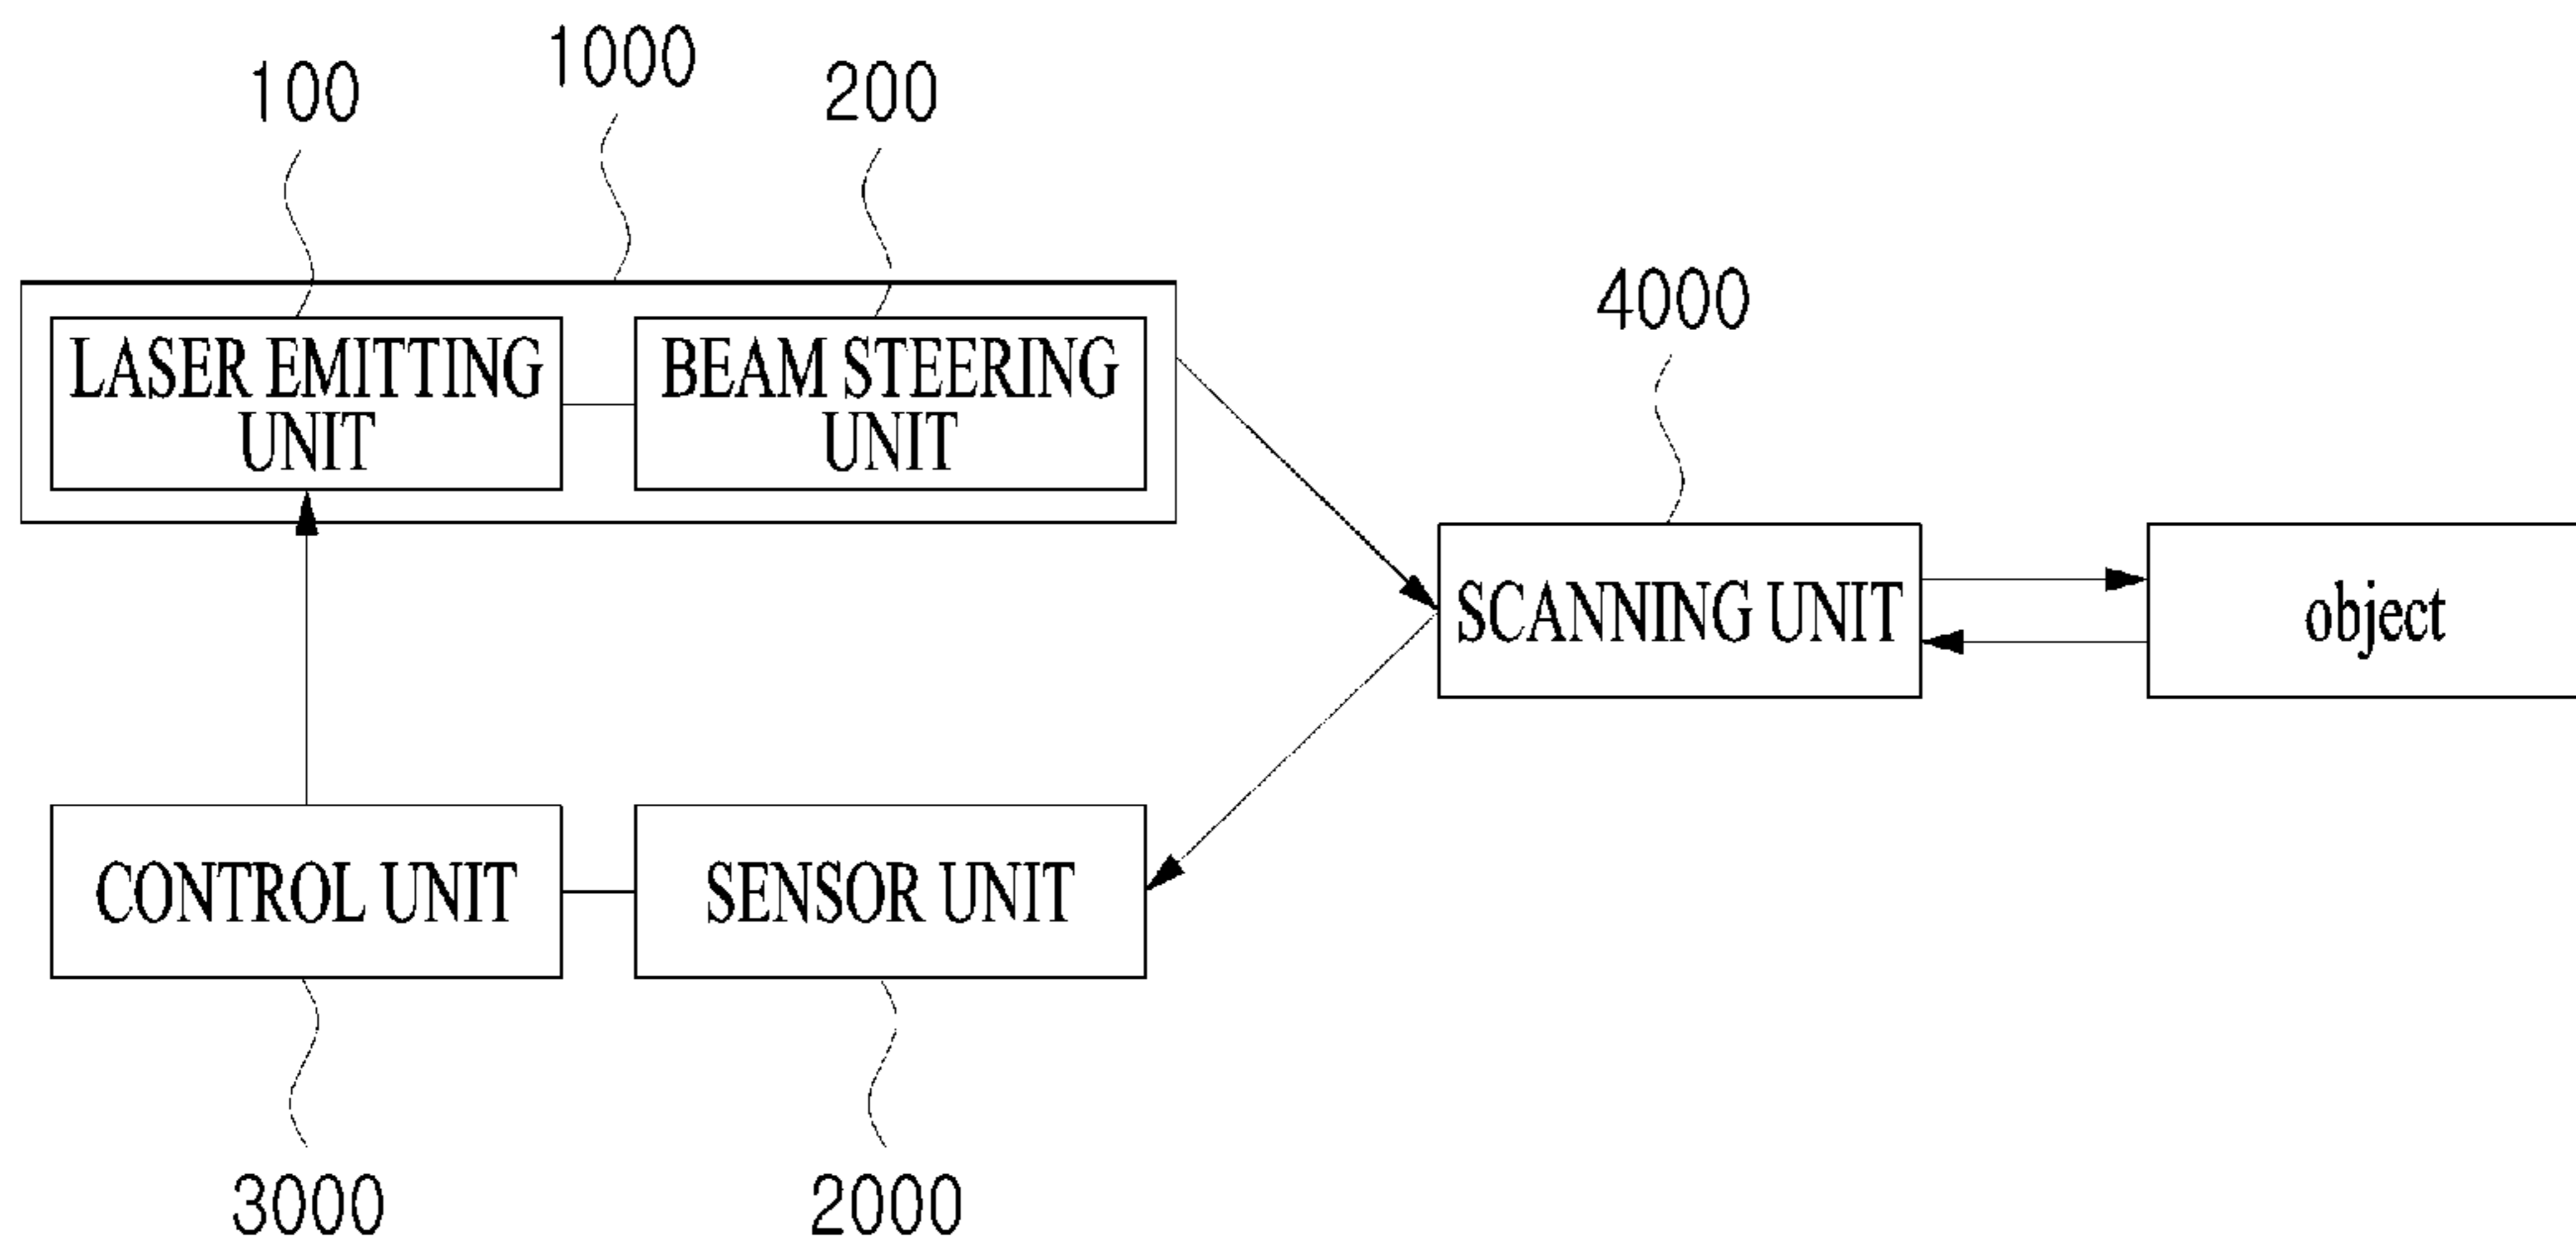 1000
100
200
4000
LASER EMITTING
UNIT
BEAM STEERING
UNIT
SCANNING UNIT
object
CONTROL UNIT
SENSOR UNIT
3000
2000